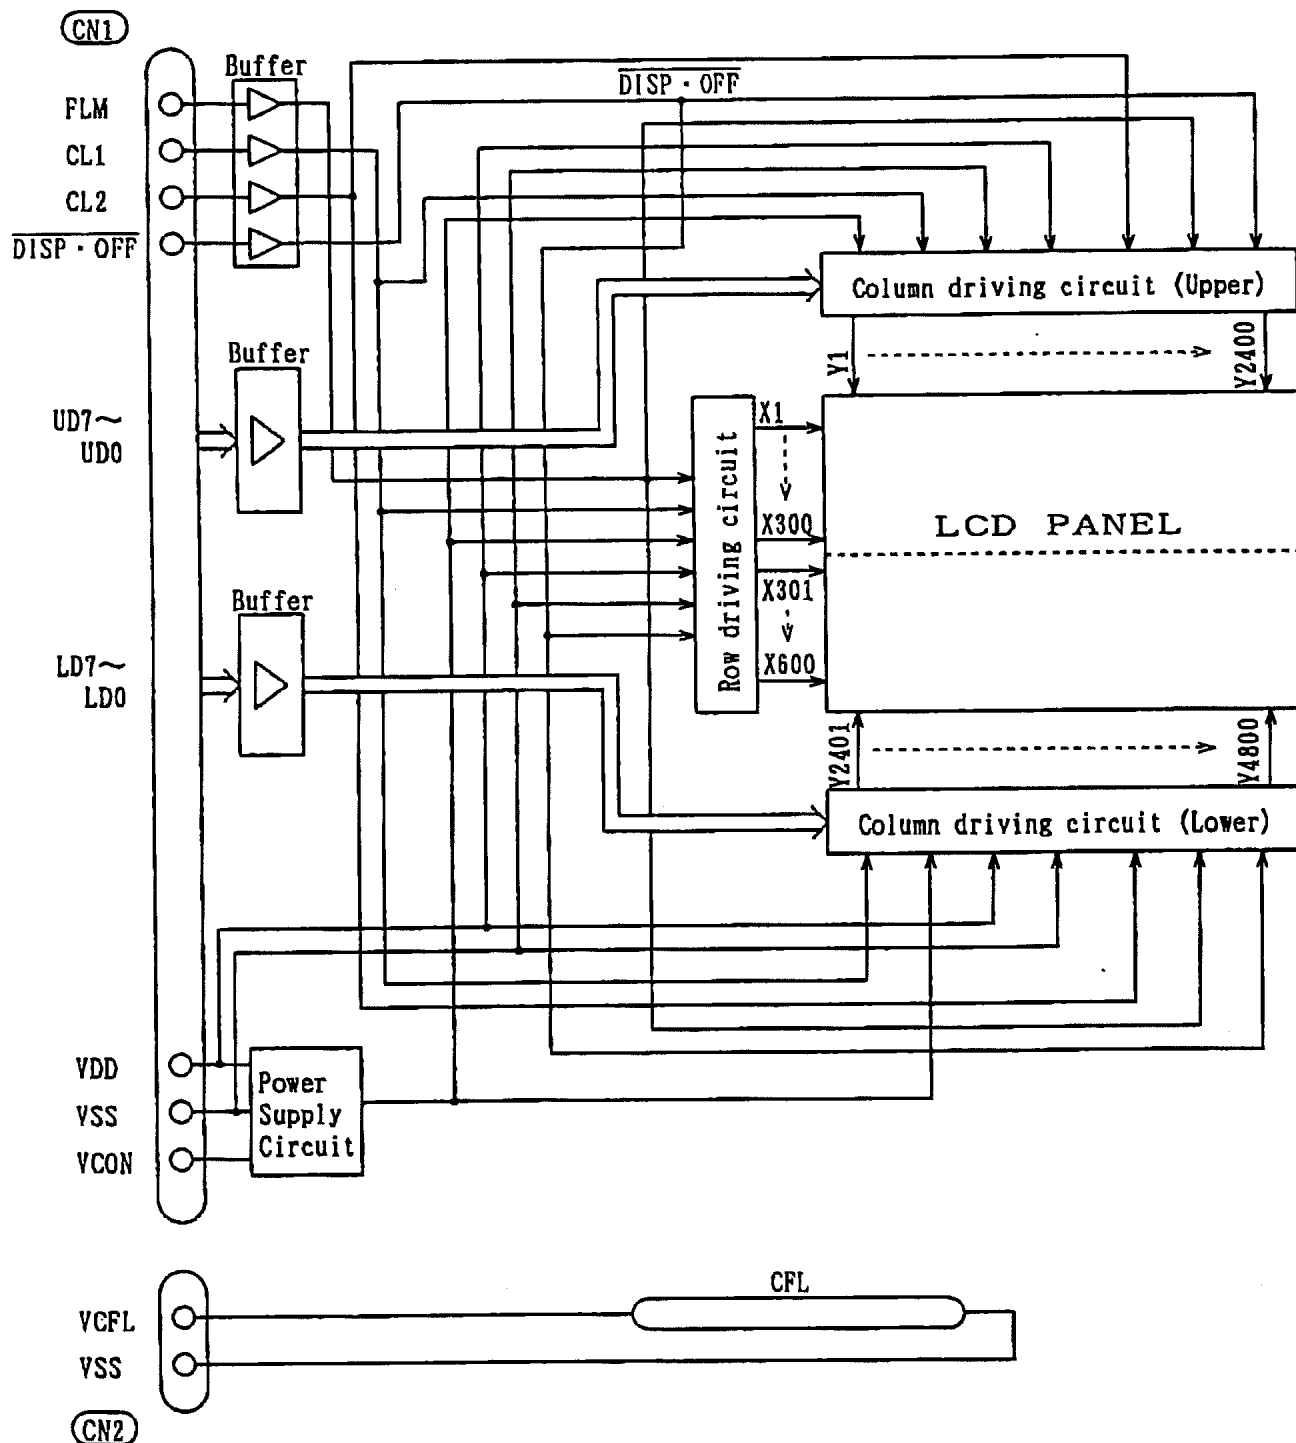 CN1
Buffer
DISP・OFF
FLM
CL1
CL2
DISP・OFF
Column driving circuit (Upper)
Buffer
Y1
Y2400
UD7～
UD0
X1
Row driving circuit
X300
LCD PANEL
X301
Buffer
X600
LD7～
LD0
Y2401
Y4800
Column driving circuit (Lower)
VDD
VSS
VCON
Power
Supply
Circuit
CFL
VCFL
VSS
CN2